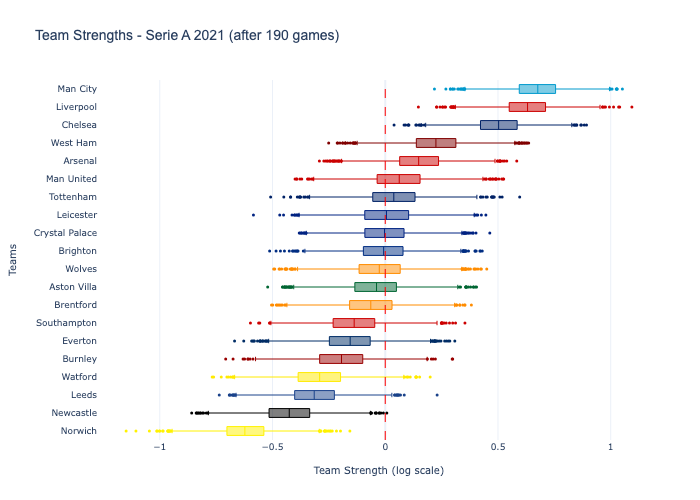 Team Strengths - Serie A 2021 (after 190 games)
Man City
Liverpool
Chelsea
West Ham
Arsenal
Man United
Tottenham
Leicester
Crystal Palace
Brighton
Wolves
Aston Villa
Brentford
Southampton
Everton
Burnley
Watford
Leeds
Newcastle
Norwich
Teams
−1
−0.5
0
0.5
1
Team Strength (log scale)